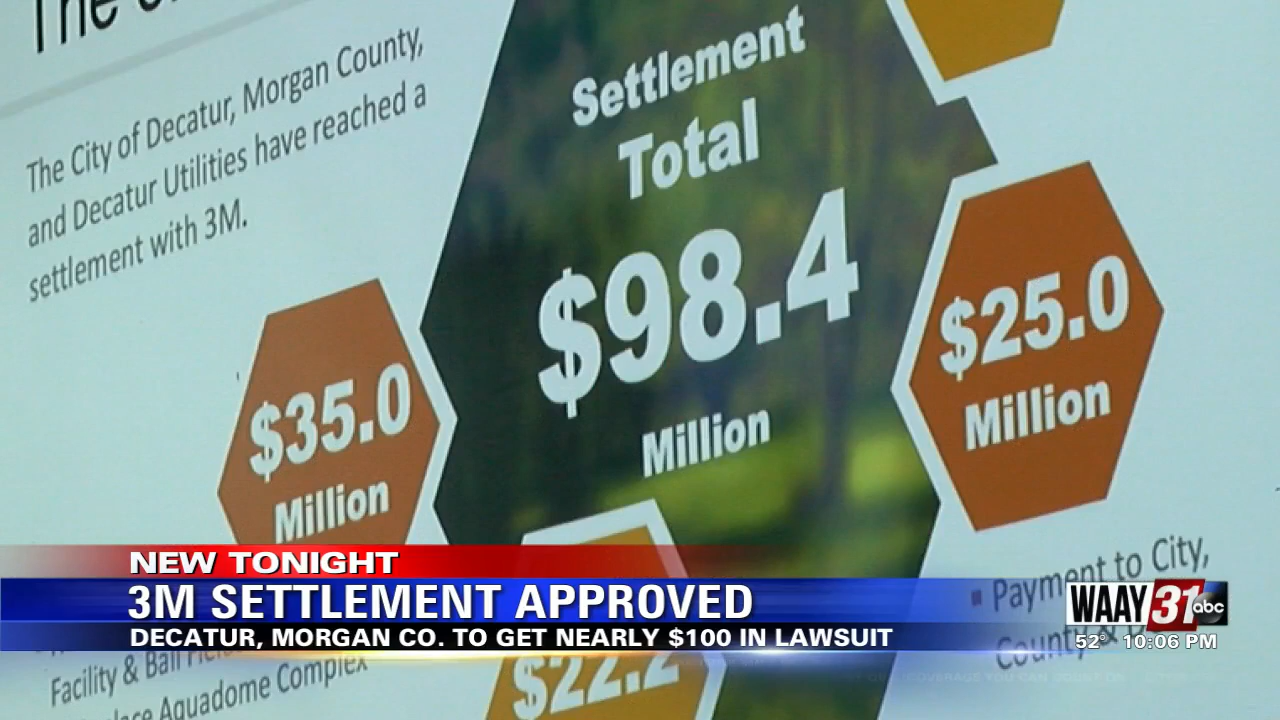 The
The City of Decatur, Morgan County,
and Decatur Utilities have reached a
settlement with 3M.
Settlement
Total
$98.4
Million
$35.0
Million
$25.0
Million
Payment to City,
County &
Facility & Ball
Aquadome Complex
$22.2
NEW TONIGHT
3M SETTLEMENT APPROVED
DECATUR, MORGAN CO. TO GET NEARLY $100 IN LAWSUIT
WAAY 31 abc
52° 10:06 PM